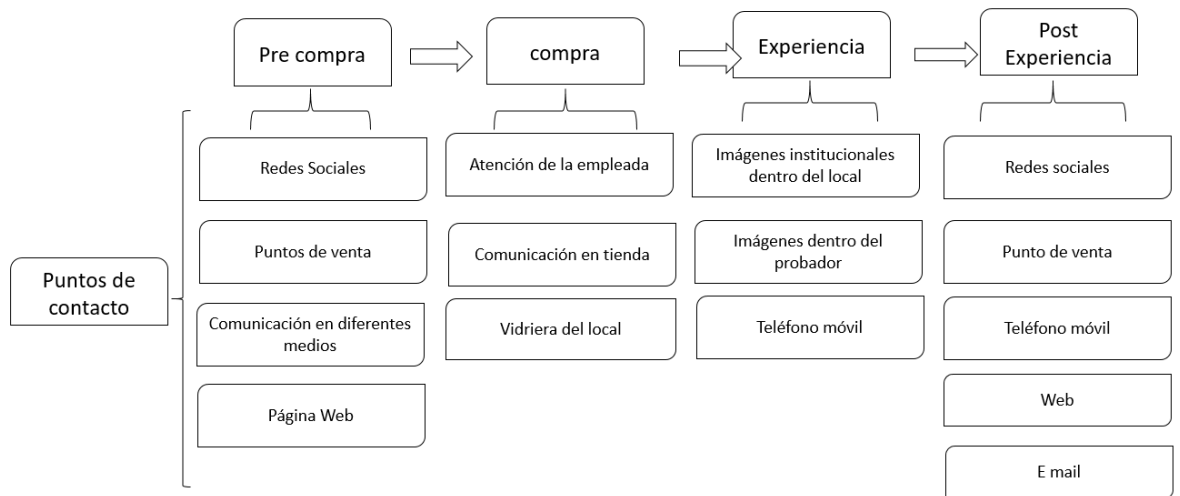 Pre compra
compra
Experiencia
Post
Experiencia
Puntos de
contacto
Redes Sociales
Puntos de venta
Comunicación en diferentes
medios
Página Web
Atención de la empleada
Comunicación en tienda
Vidriera del local
Imágenes institucionales
dentro del local
Imágenes dentro del
probador
Teléfono móvil
Redes sociales
Punto de venta
Teléfono móvil
Web
E mail